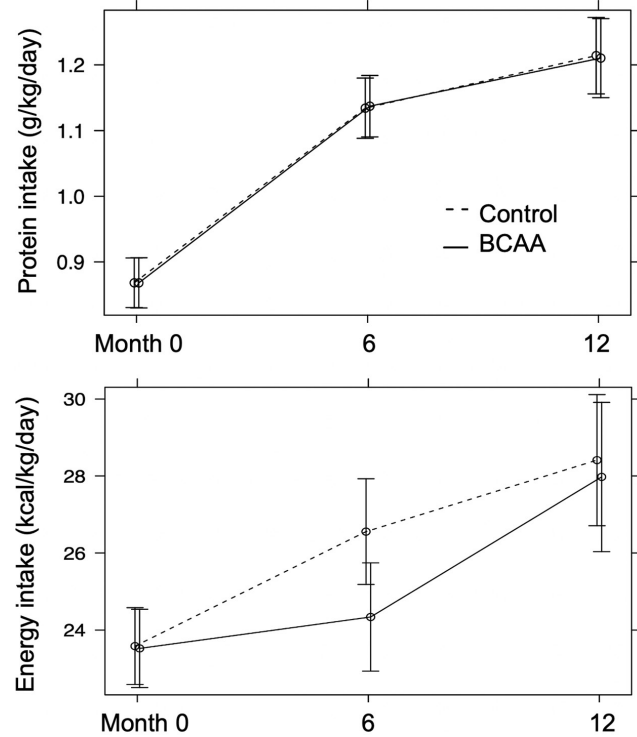 Protein intake (g/kg/day)
1.2
1.1
1.0
0.9
Control
BCAA
Month 0 6 12
Energy intake (kcal/kg/day)
30
28
26
24
Month 0 6 12